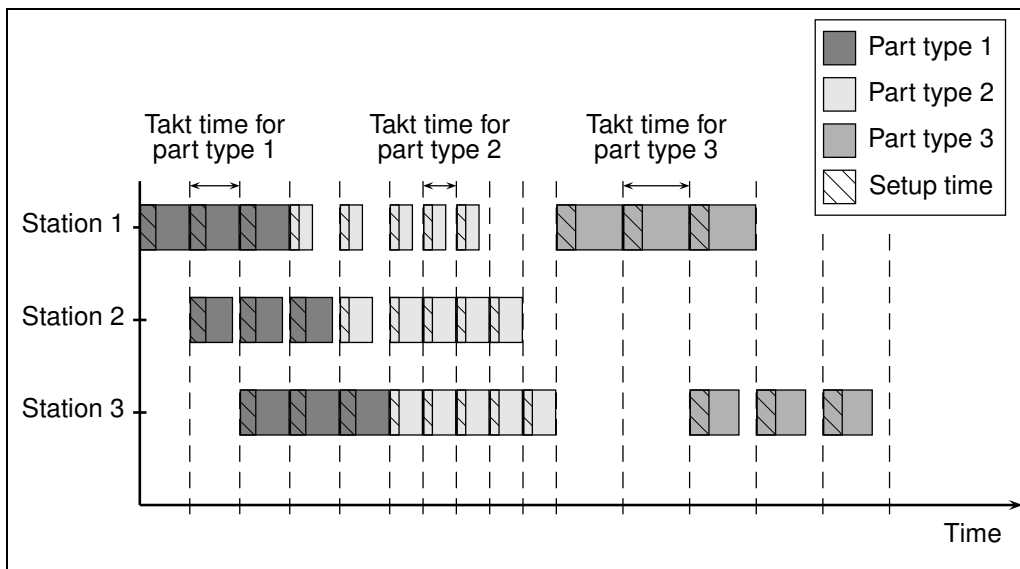 Part type 1
Part type 2
Part type 3
Setup time
Takt time for
part type 1
Takt time for
part type 2
Takt time for
part type 3
Station 1
Station 2
Station 3
Time